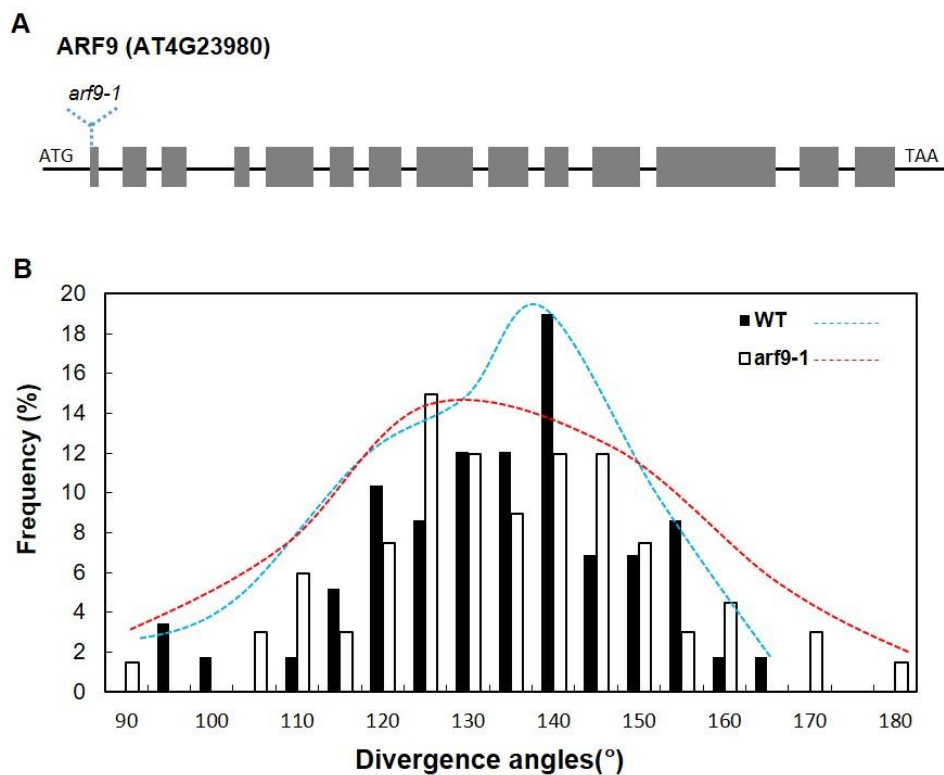 A
ARF9 (AT4G23980)
arf9-1
ATG
TAA
B
Frequency (%)
20
18
16
14
12
10
8
6
4
2
0
WT
arf9-1
90 100 110 120 130 140 150 160 170 180
Divergence angles(°)